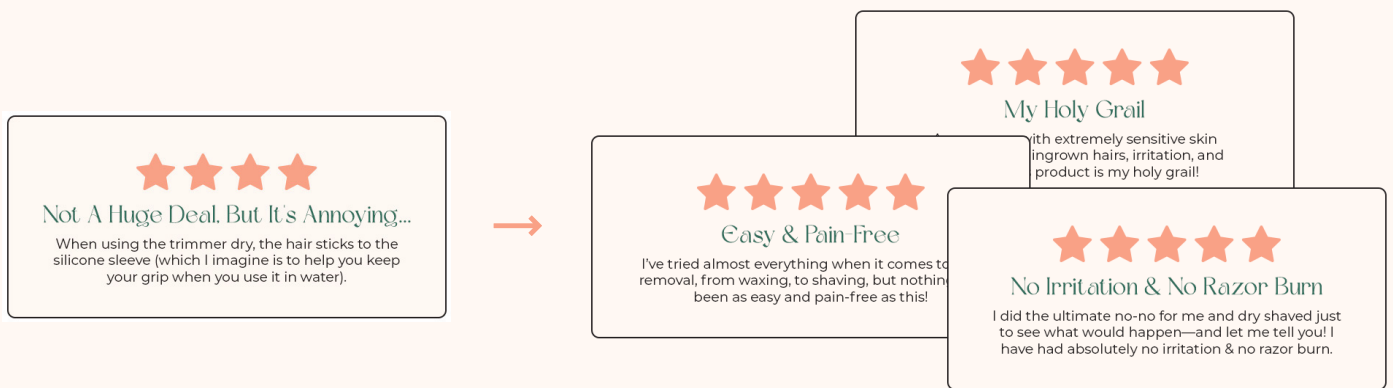 Not A Huge Deal, But It's Annoying...
When using the trimmer dry, the hair sticks to the
silicone sleeve (which I imagine is to help you keep
your grip when you use it in water).
My Holy Grail
with extremely sensitive skin
ingrown hairs, irritation, and
product is my holy grail!
Easy & Pain-Free
I've tried almost everything when it comes to
removal, from waxing, to shaving, but
been as easy and pain-free as this!
No Irritation & No Razor Burn
I did the ultimate no-no for me and dry shaved just
to see what would happen—and let me tell you! I
have had absolutely no irritation & no razor burn.